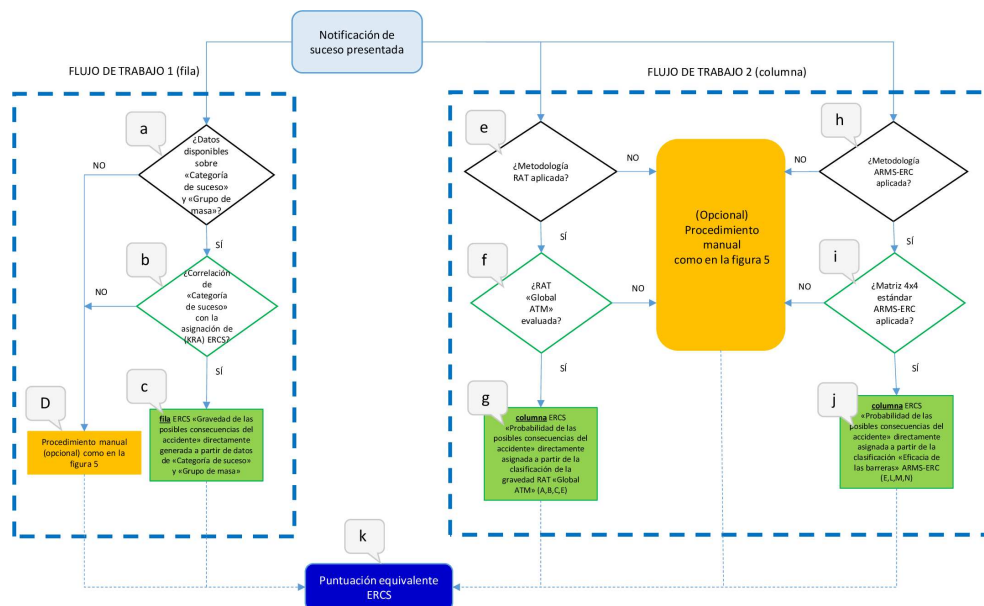 Notificación de
suceso presentada
FLUJO DE TRABAJO 1 (fila)
FLUJO DE TRABAJO 2 (columna)
a
¿Datos
disponibles
sobre
«Categoría
de suceso»
y «Grupo de
masa»?
NO
SÍ
b
¿Correlación
de
«Categoría
de suceso»
con la
asignación de
(KRA) ERCS?
NO
SÍ
c
fila ERCS «Gravedad de las
posibles consecuencias del
accidente» directamente
generada a partir de datos
de «Categoría de suceso»
y «Grupo de masa»
D
Procedimiento manual
(opcional) como en la
figura 5
e
¿Metodología
RAT aplicada?
NO
SÍ
f
¿RAT
«Global
ATM»
evaluada?
NO
SÍ
g
columna ERCS
«Probabilidad de las
posibles consecuencias del
accidente» directamente
asignada a partir de la
clasificación de la
gravedad RAT «Global
ATM» (A,B,C,E)
(Opcional)
Procedimiento
manual
como en la figura 5
h
¿Metodología
ARMS-ERC
aplicada?
NO
SÍ
i
¿Matriz 4x4
estándar
ARMS-ERC
aplicada?
NO
SÍ
j
columna ERCS
«Probabilidad de las
posibles consecuencias del
accidente» directamente
asignada a partir de la
clasificación «Eficacia de
las barreras» ARMS-ERC
(E,L,M,N)
k
Puntuación equivalente
ERCS